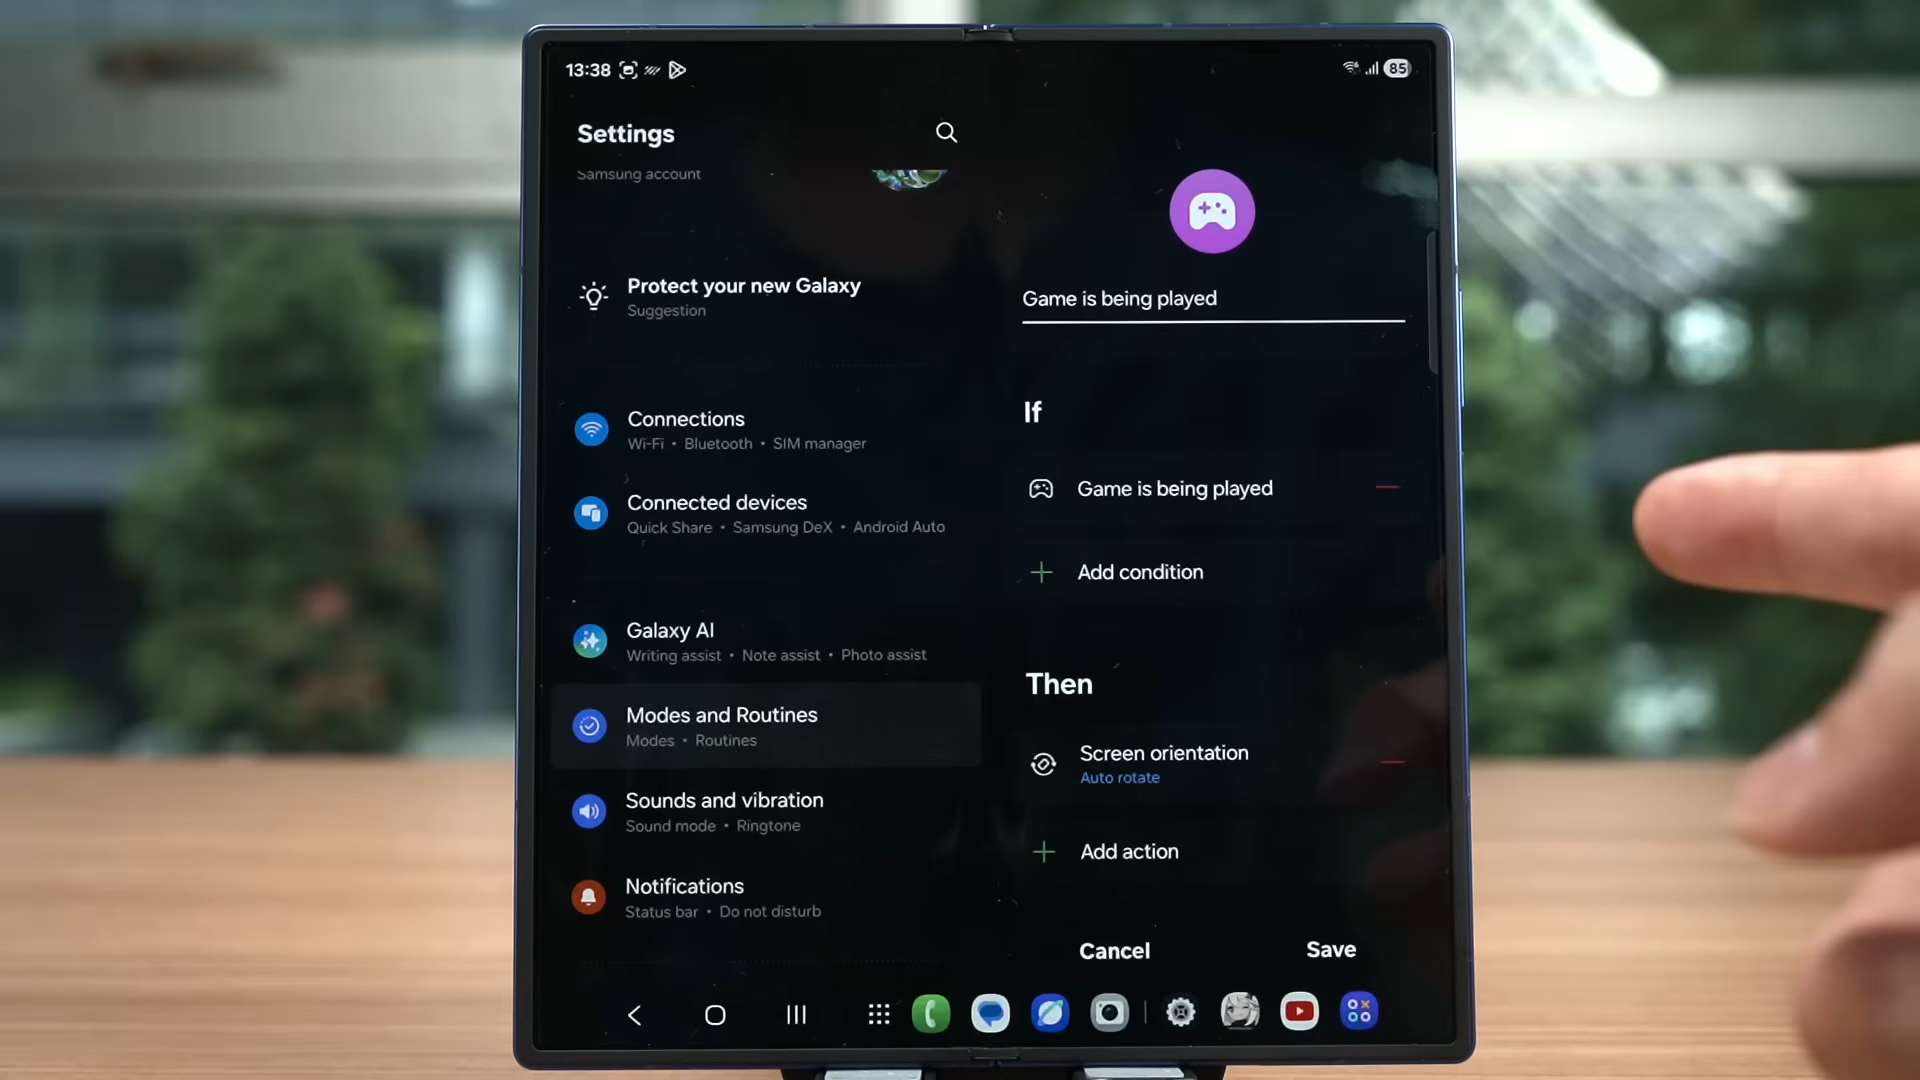 13:38
85
Settings
Samsung account
Protect your new Galaxy
Suggestion
Connections
Wi-Fi • Bluetooth • SIM manager
Connected devices
Quick Share • Samsung DeX • Android Auto
Galaxy AI
Writing assist • Note assist • Photo assist
Modes and Routines
Modes • Routines
Sounds and vibration
Sound mode • Ringtone
Notifications
Status bar • Do not disturb
Game is being played
If
Game is being played
Add condition
Then
Screen orientation
Auto rotate
Add action
Cancel
Save